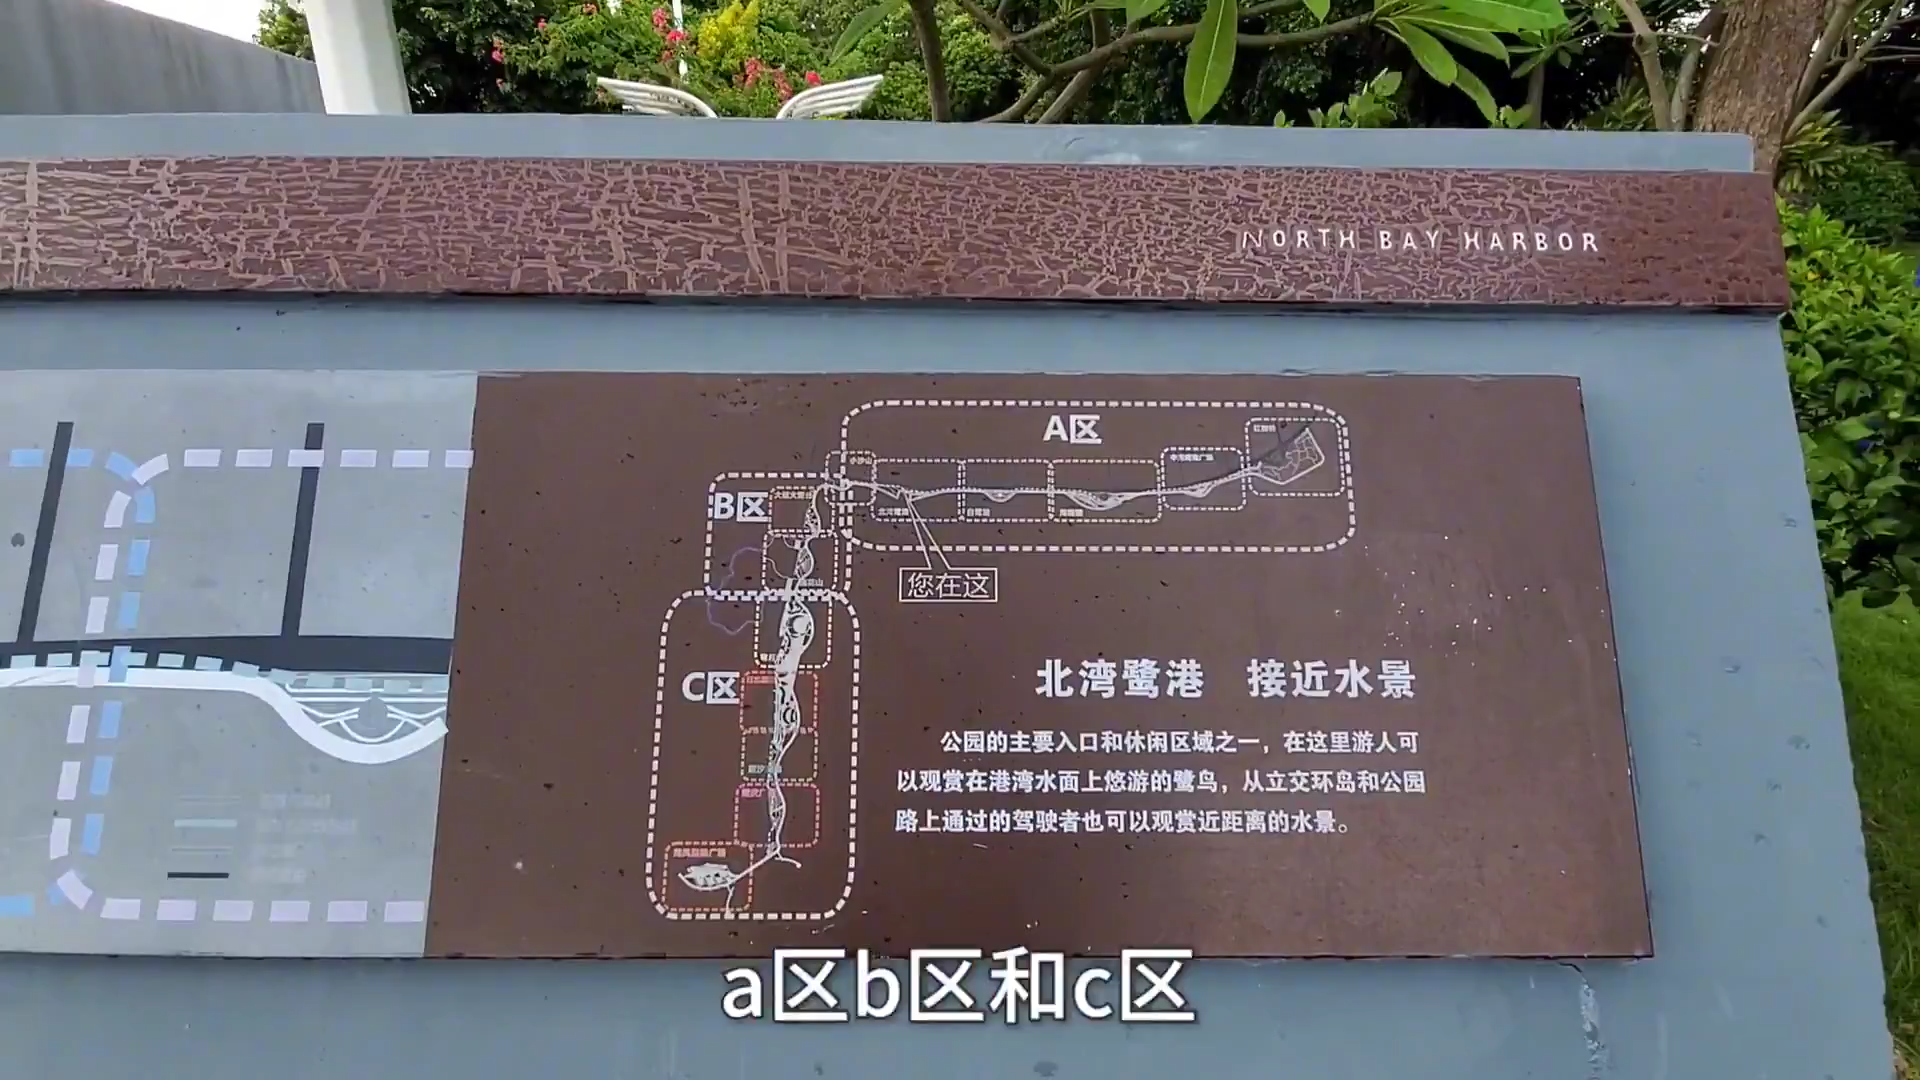 NORTH BAY HARBOR
A区
小沙山
B区
您在这
C区
北湾鹭港 接近水景
公园的主要入口和休闲区域之一，在这里游人可
以观赏在港湾水面上悠游的鹭鸟，从立交环岛和公园
路上通过的驾驶者也可以观赏近距离的水景。
a区b区和c区